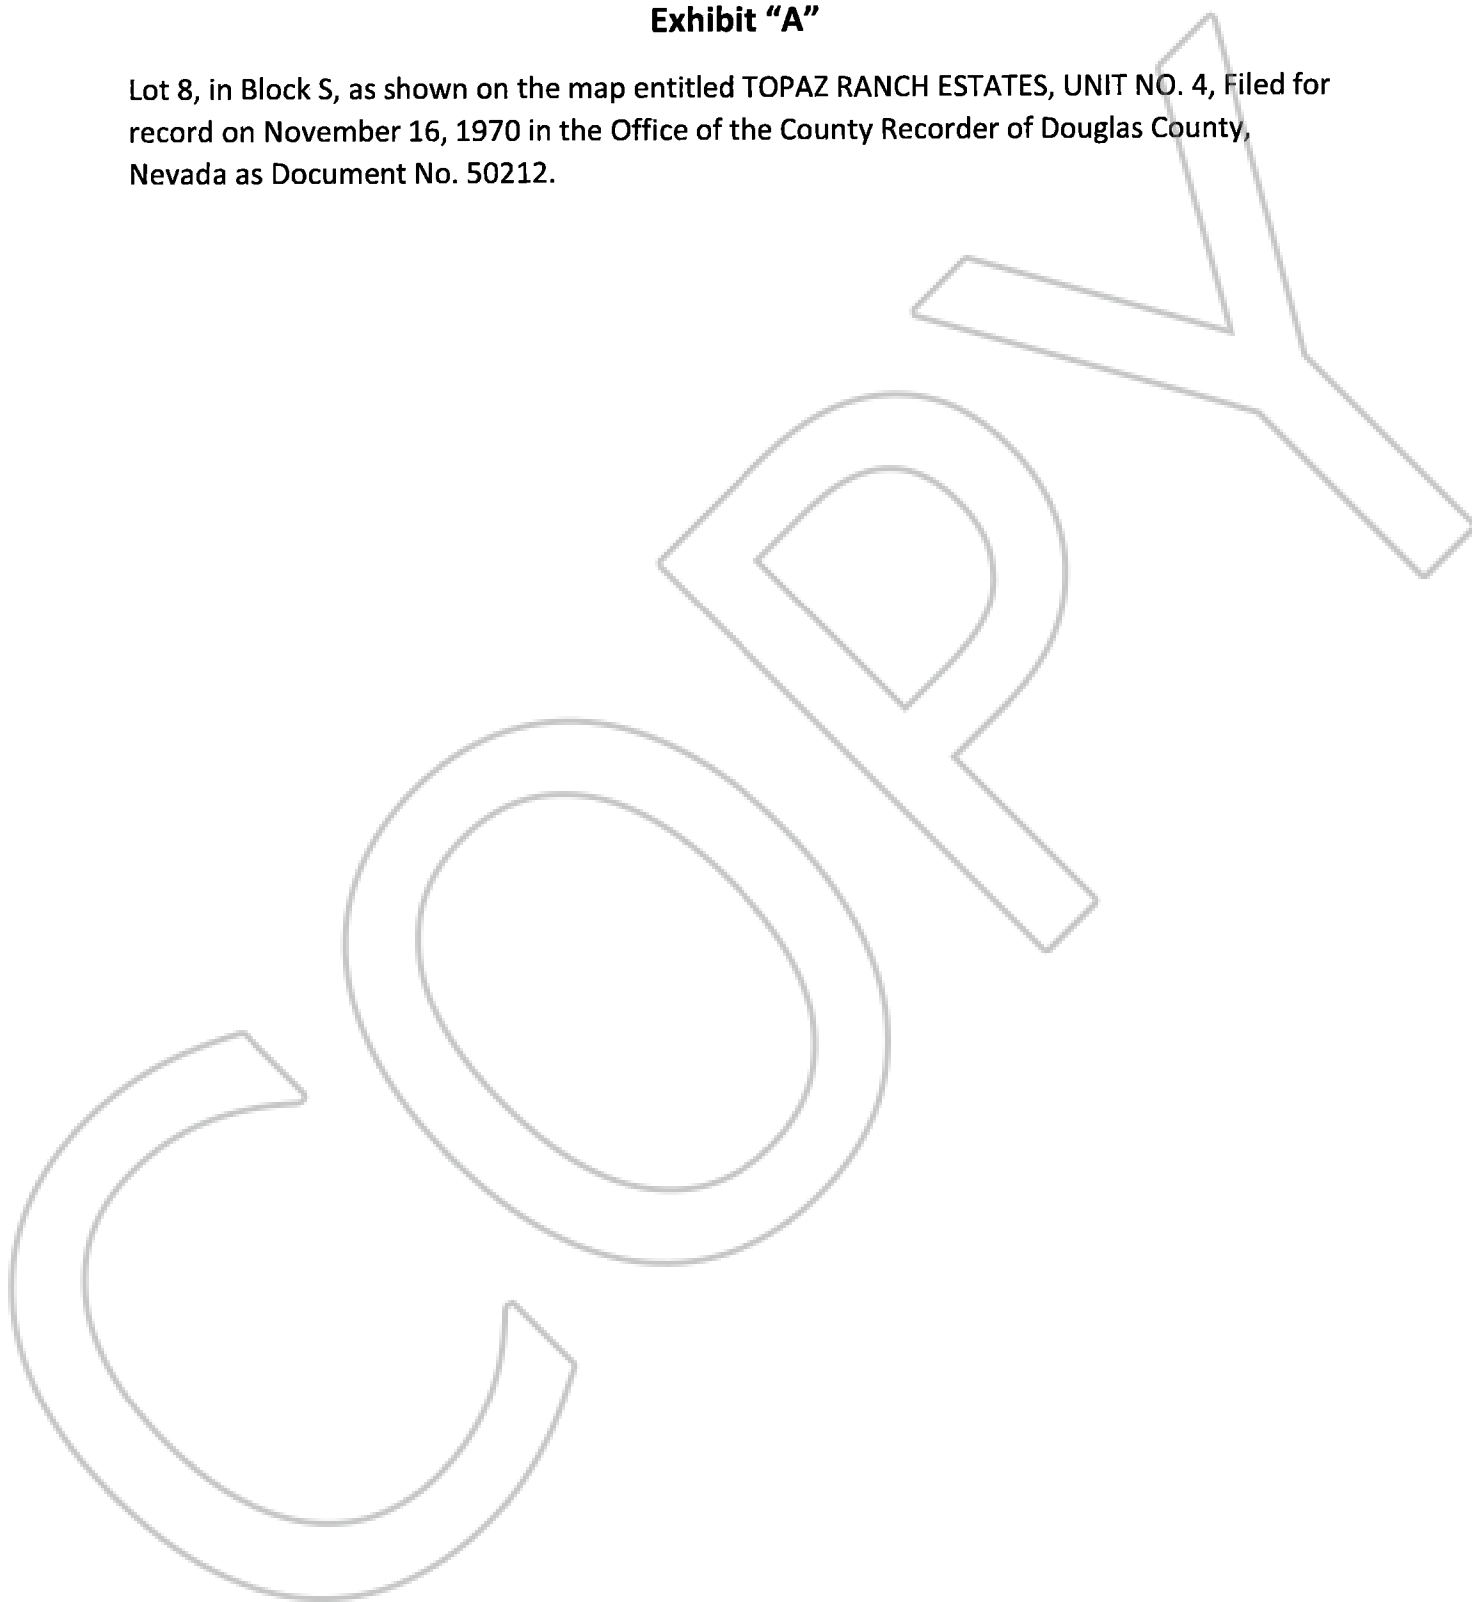 Exhibit “A”
Lot 8, in Block S, as shown on the map entitled TOPAZ RANCH ESTATES, UNIT NO. 4, Filed for
record on November 16, 1970 in the Office of the County Recorder of Douglas County,
Nevada as Document No. 50212.
COPY